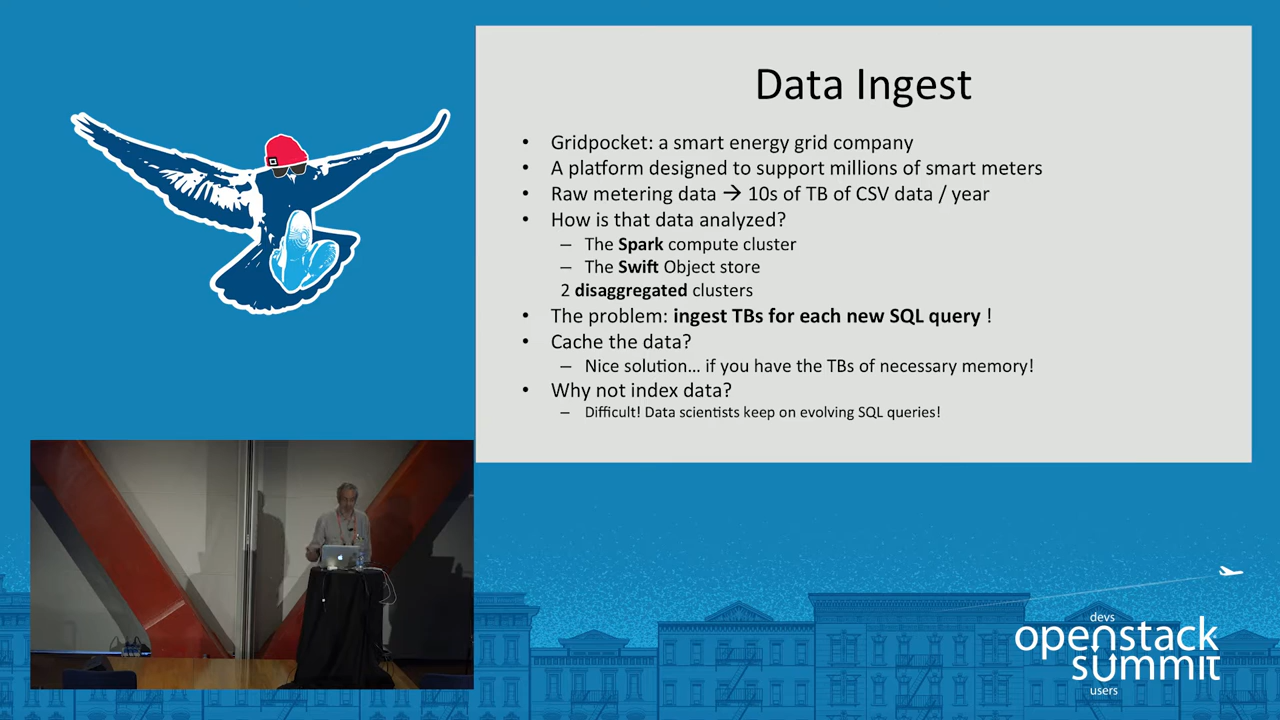 Data Ingest
• Gridpocket: a smart energy grid company
• A platform designed to support millions of smart meters
• Raw metering data → 10s of TB of CSV data / year
• How is that data analyzed?
– The Spark compute cluster
– The Swift Object store
2 disaggregated clusters
• The problem: ingest TBs for each new SQL query !
• Cache the data?
– Nice solution... if you have the TBs of necessary memory!
• Why not index data?
– Difficult! Data scientists keep on evolving SQL queries!
devs
openstack
summit
users